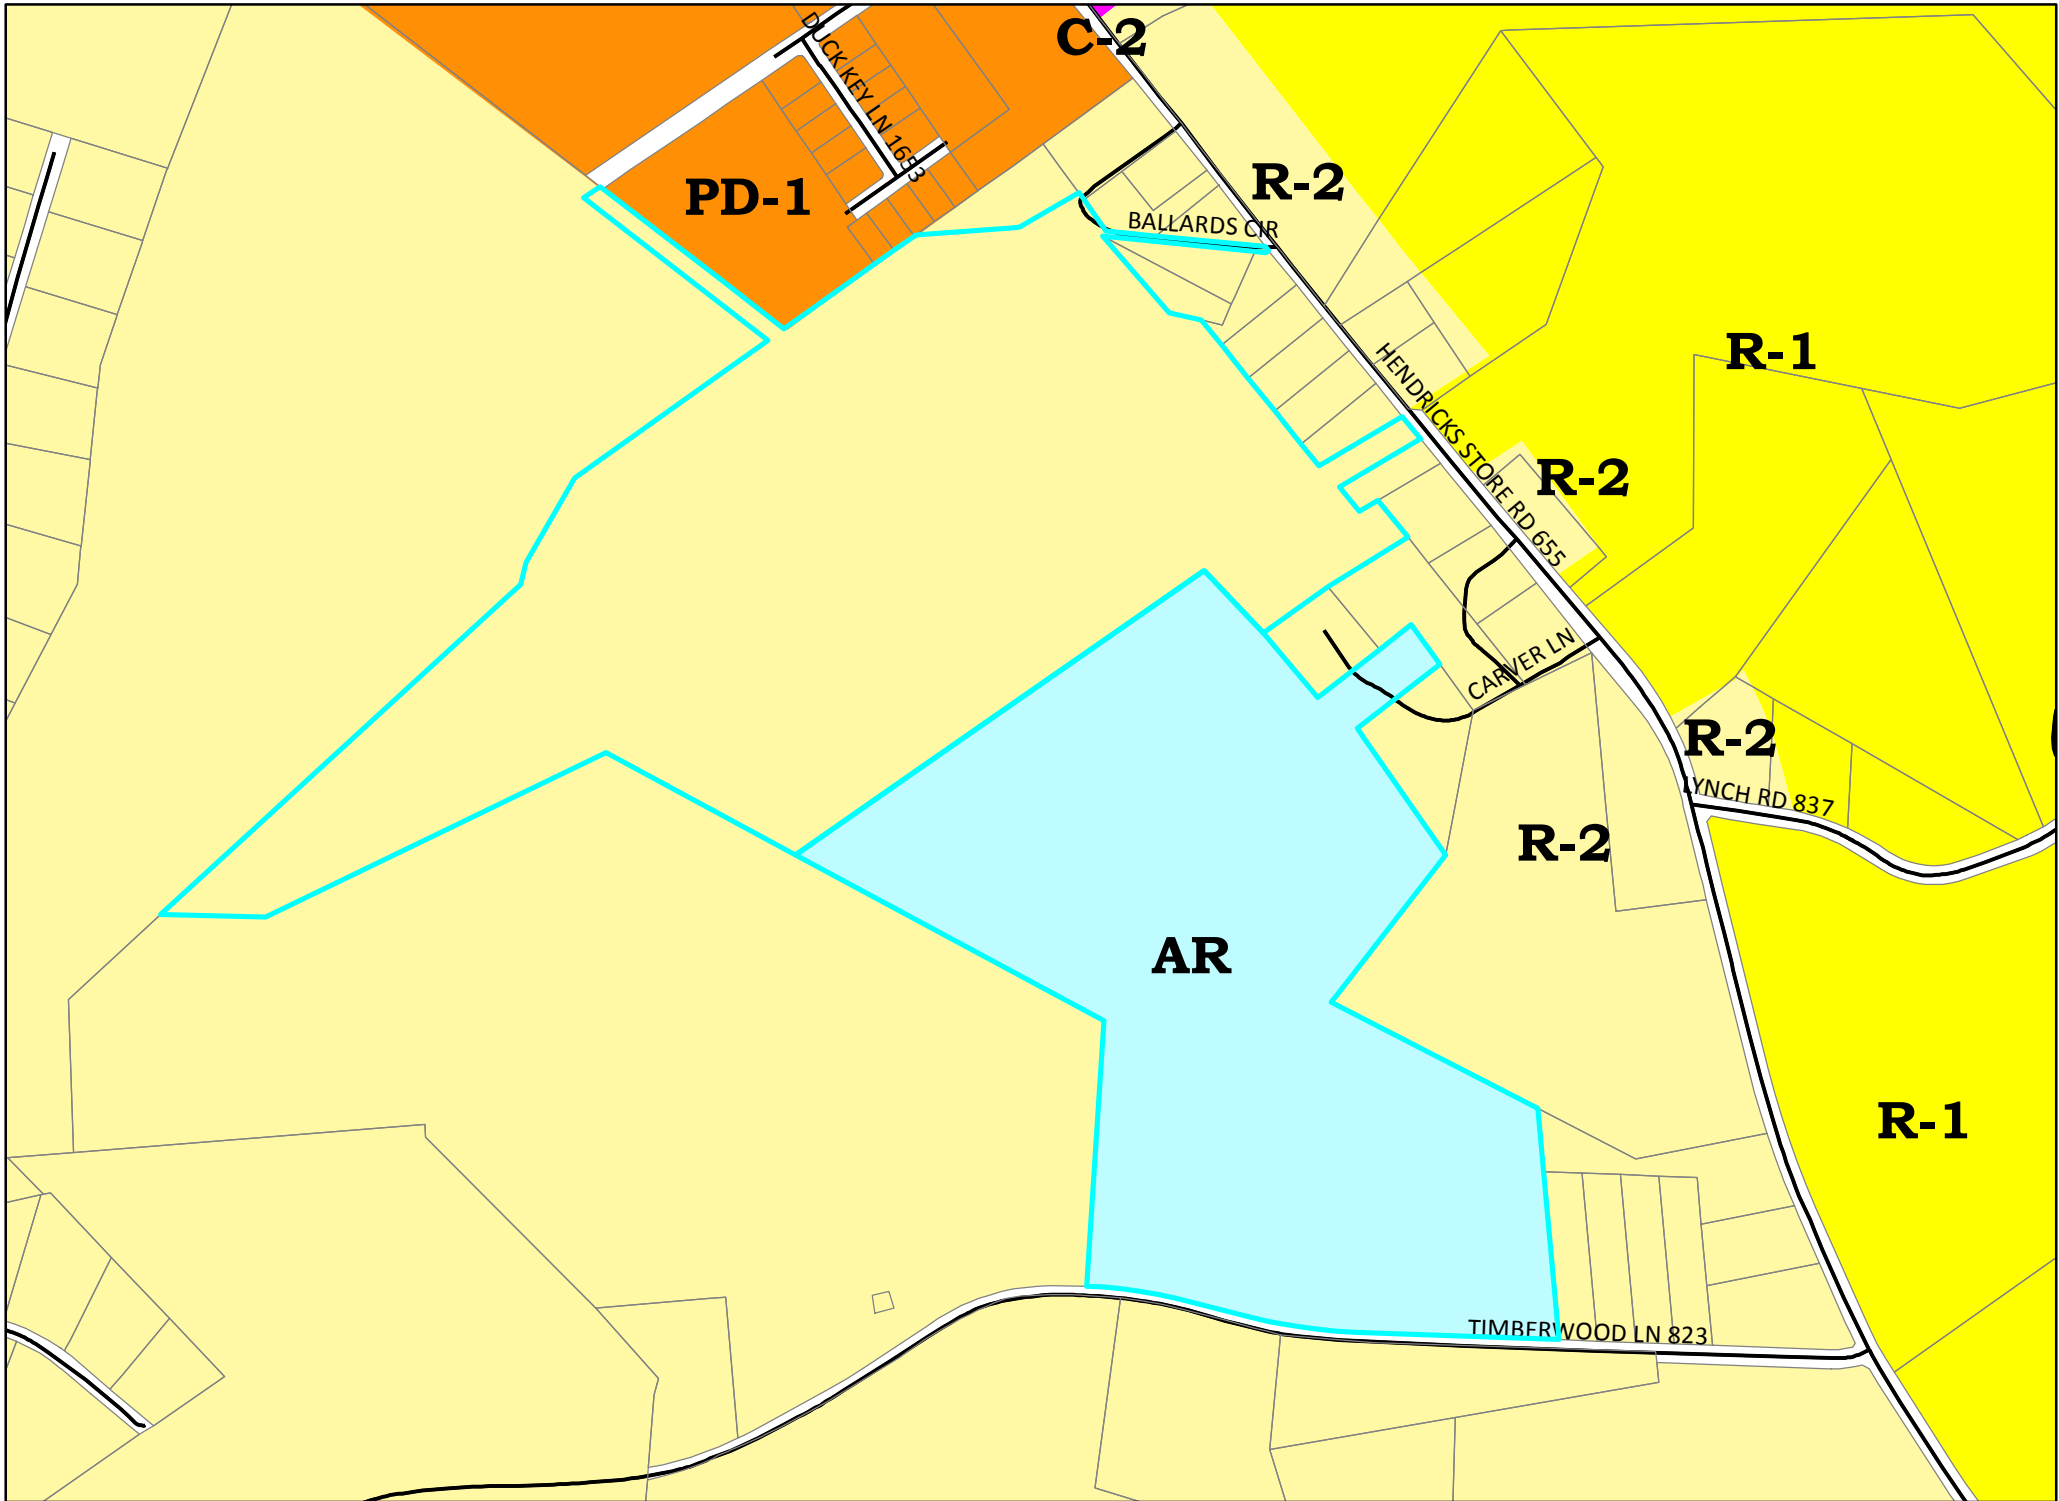 C-2
DUCK KEY LN 1653
PD-1
R-2
BALLARDS CIR
R-1
HENDRICKS STORE RD 655
R-2
CARVER LN
R-2
LYNCH RD 837
R-2
AR
R-1
TIMBERWOOD LN 823